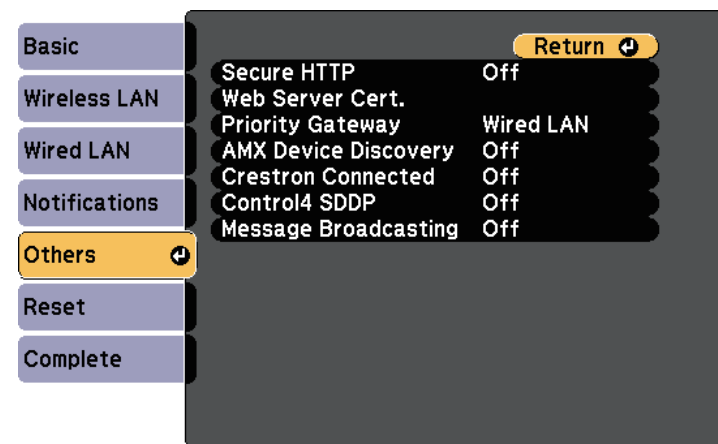 Basic
Wireless LAN
Wired LAN
Notifications
Others
Reset
Complete
Return
Secure HTTP Off
Web Server Cert.
Priority Gateway Wired LAN
AMX Device Discovery Off
Crestron Connected Off
Control4 SDDP Off
Message Broadcasting Off